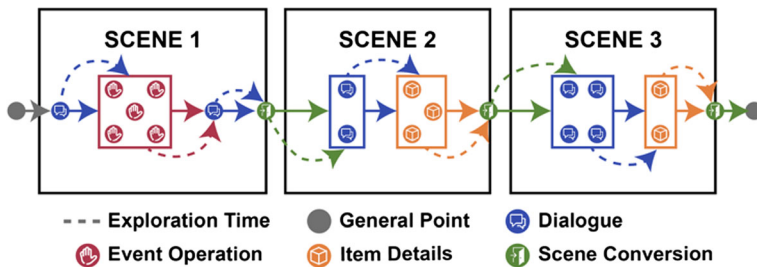 SCENE 1 SCENE 2 SCENE 3
Exploration Time General Point Dialogue
Event Operation Item Details Scene Conversion